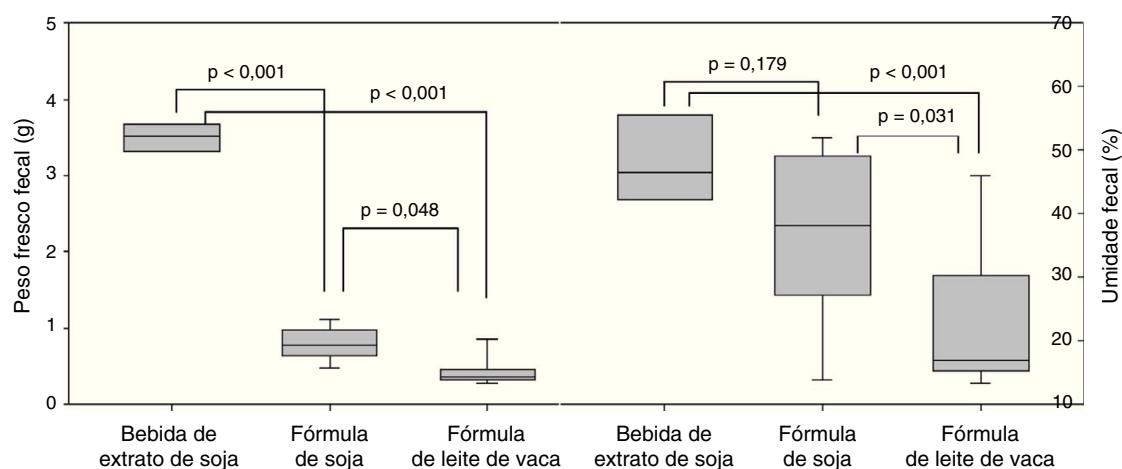 5
4
3
2
1
0
Peso fresco fecal (g)
p < 0,001
p < 0,001
p = 0,048
Bebida de
extrato de soja
Fórmula
de soja
Fórmula
de leite de vaca
p = 0,179
p < 0,001
p = 0,031
Bebida de
extrato de soja
Fórmula
de soja
Fórmula
de leite de vaca
70
60
50
40
30
20
10
Umidade fecal (%)